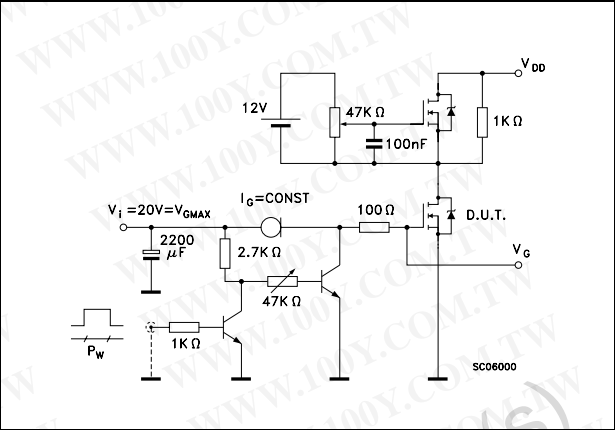 V_DD
12V
47KΩ
100nF
1KΩ
I_G=CONST
V_i=20V=V_GMAX
2200
μF
2.7KΩ
100Ω
D.U.T.
V_G
47KΩ
1KΩ
P_W
SC06000
WWW.100Y.COM.TW
(s)